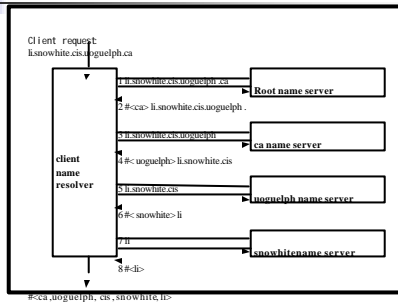 Client request:
li.snowhite.cis.uoguelph.ca
1 li.snowhite.cis.uoguelph .ca
Root name server
2 #<ca> li.snowhite.cis.uoguelph .
3 li.snowhite.cis.uoguelph
ca name server
4 #< uoguelph> li.snowhite.cis
client
name
resolver
5 li.snowhite.cis
uoguelph name server
6 #< snowhite> li
7 li
snowhitename server
8 #<li>
#<ca ,uoguelph, cis , snowhite, li>